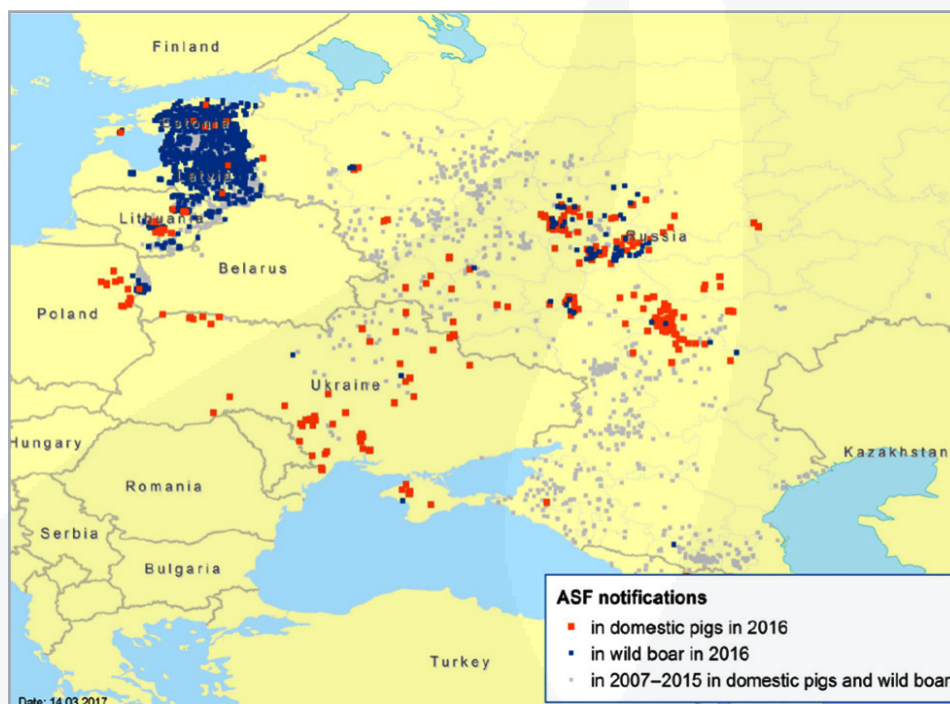 Finland
Estonia
Latvia
Lithuania
Russia
Belarus
Poland
Ukraine
Hungary
Kazakhstan
Romania
Serbia
Bulgaria
Turkey
ASF notifications
in domestic pigs in 2016
in wild boar in 2016
in 2007–2015 in domestic pigs and wild boar
Date: 14.03.2017